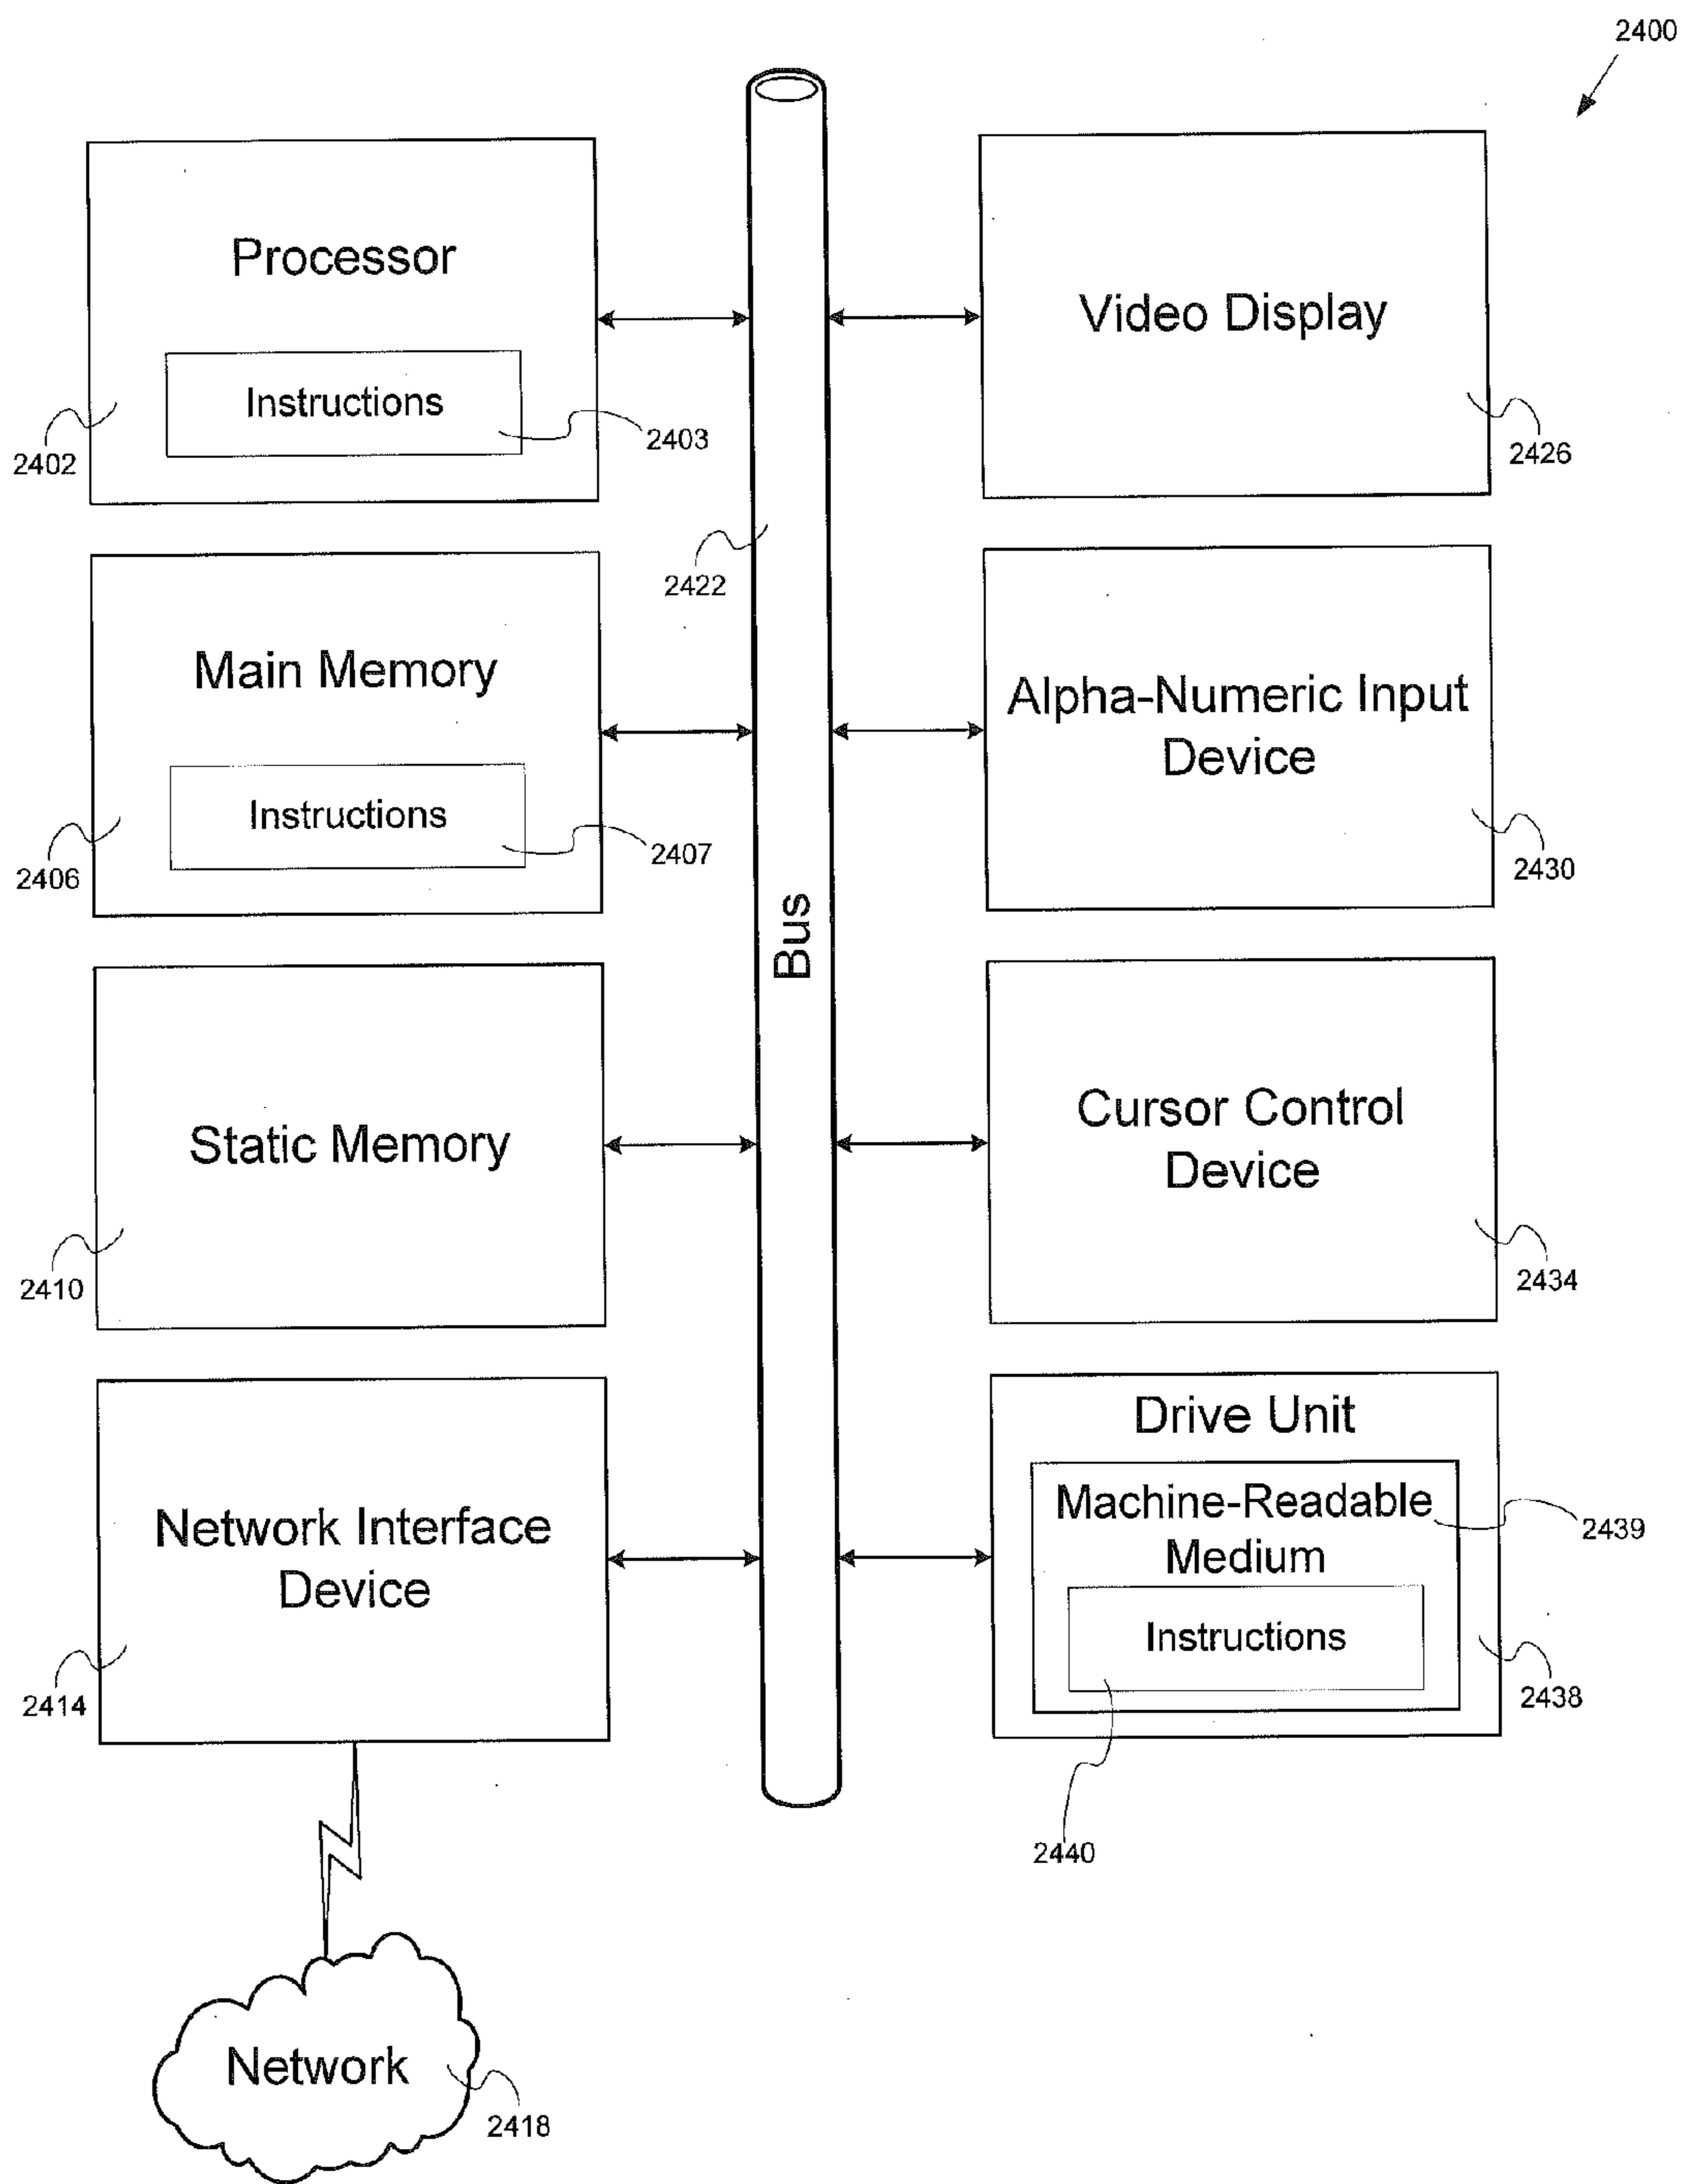 2400
Processor
Instructions
2402
2403
Video Display
2426
2422
Main Memory
Instructions
2406
2407
Alpha-Numeric Input
Device
2430
Bus
Static Memory
2410
Cursor Control
Device
2434
Network Interface
Device
2414
Drive Unit
Machine-Readable
Medium
2439
Instructions
2438
2440
Network
2418